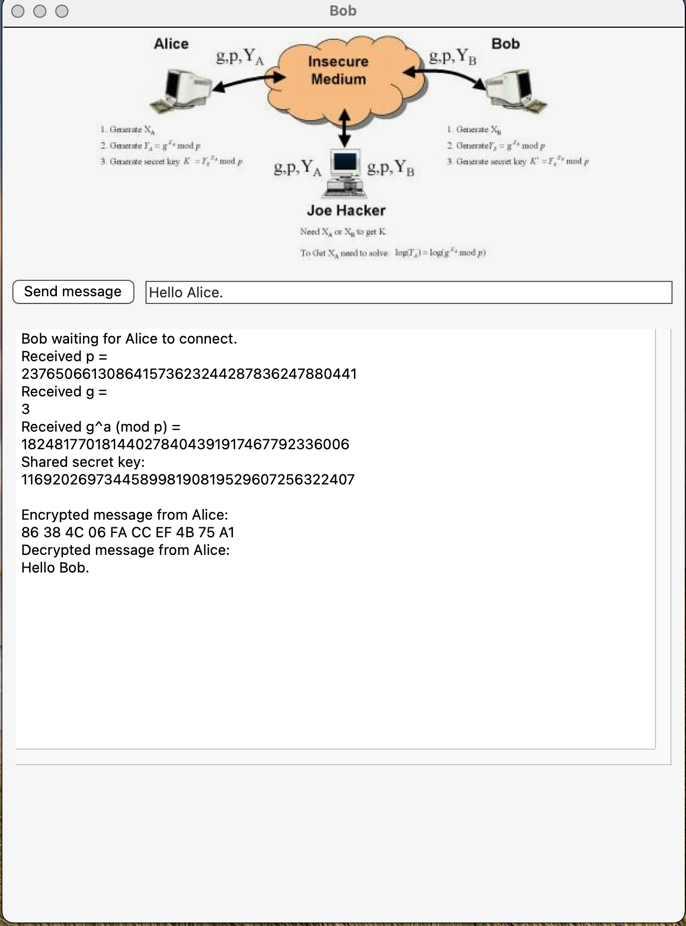 Bob
Alice
Bob
g,p,Y_A
g,p,Y_B
Insecure
Medium
1. Generate X_A
2. Generate Y_A = g^X_A mod p
3. Generate secret key K = Y_B^X_A mod p
1. Generate X_B
2. Generate Y_B = g^X_B mod p
3. Generate secret key K' = Y_A^X_B mod p
g,p,Y_A
g,p,Y_B
Joe Hacker
Need X_A or X_B to get K
To Get X_A need to solve: log(Y_A) = log(g^X_A mod p)
Send message
Hello Alice.
Bob waiting for Alice to connect.
Received p =
237650661308641573623244287836247880441
Received g =
3
Received g^a (mod p) =
182481770181440278404391917467792336006
Shared secret key:
116920269734458998190819529607256322407
Encrypted message from Alice:
86 38 4C 06 FA CC EF 4B 75 A1
Decrypted message from Alice:
Hello Bob.